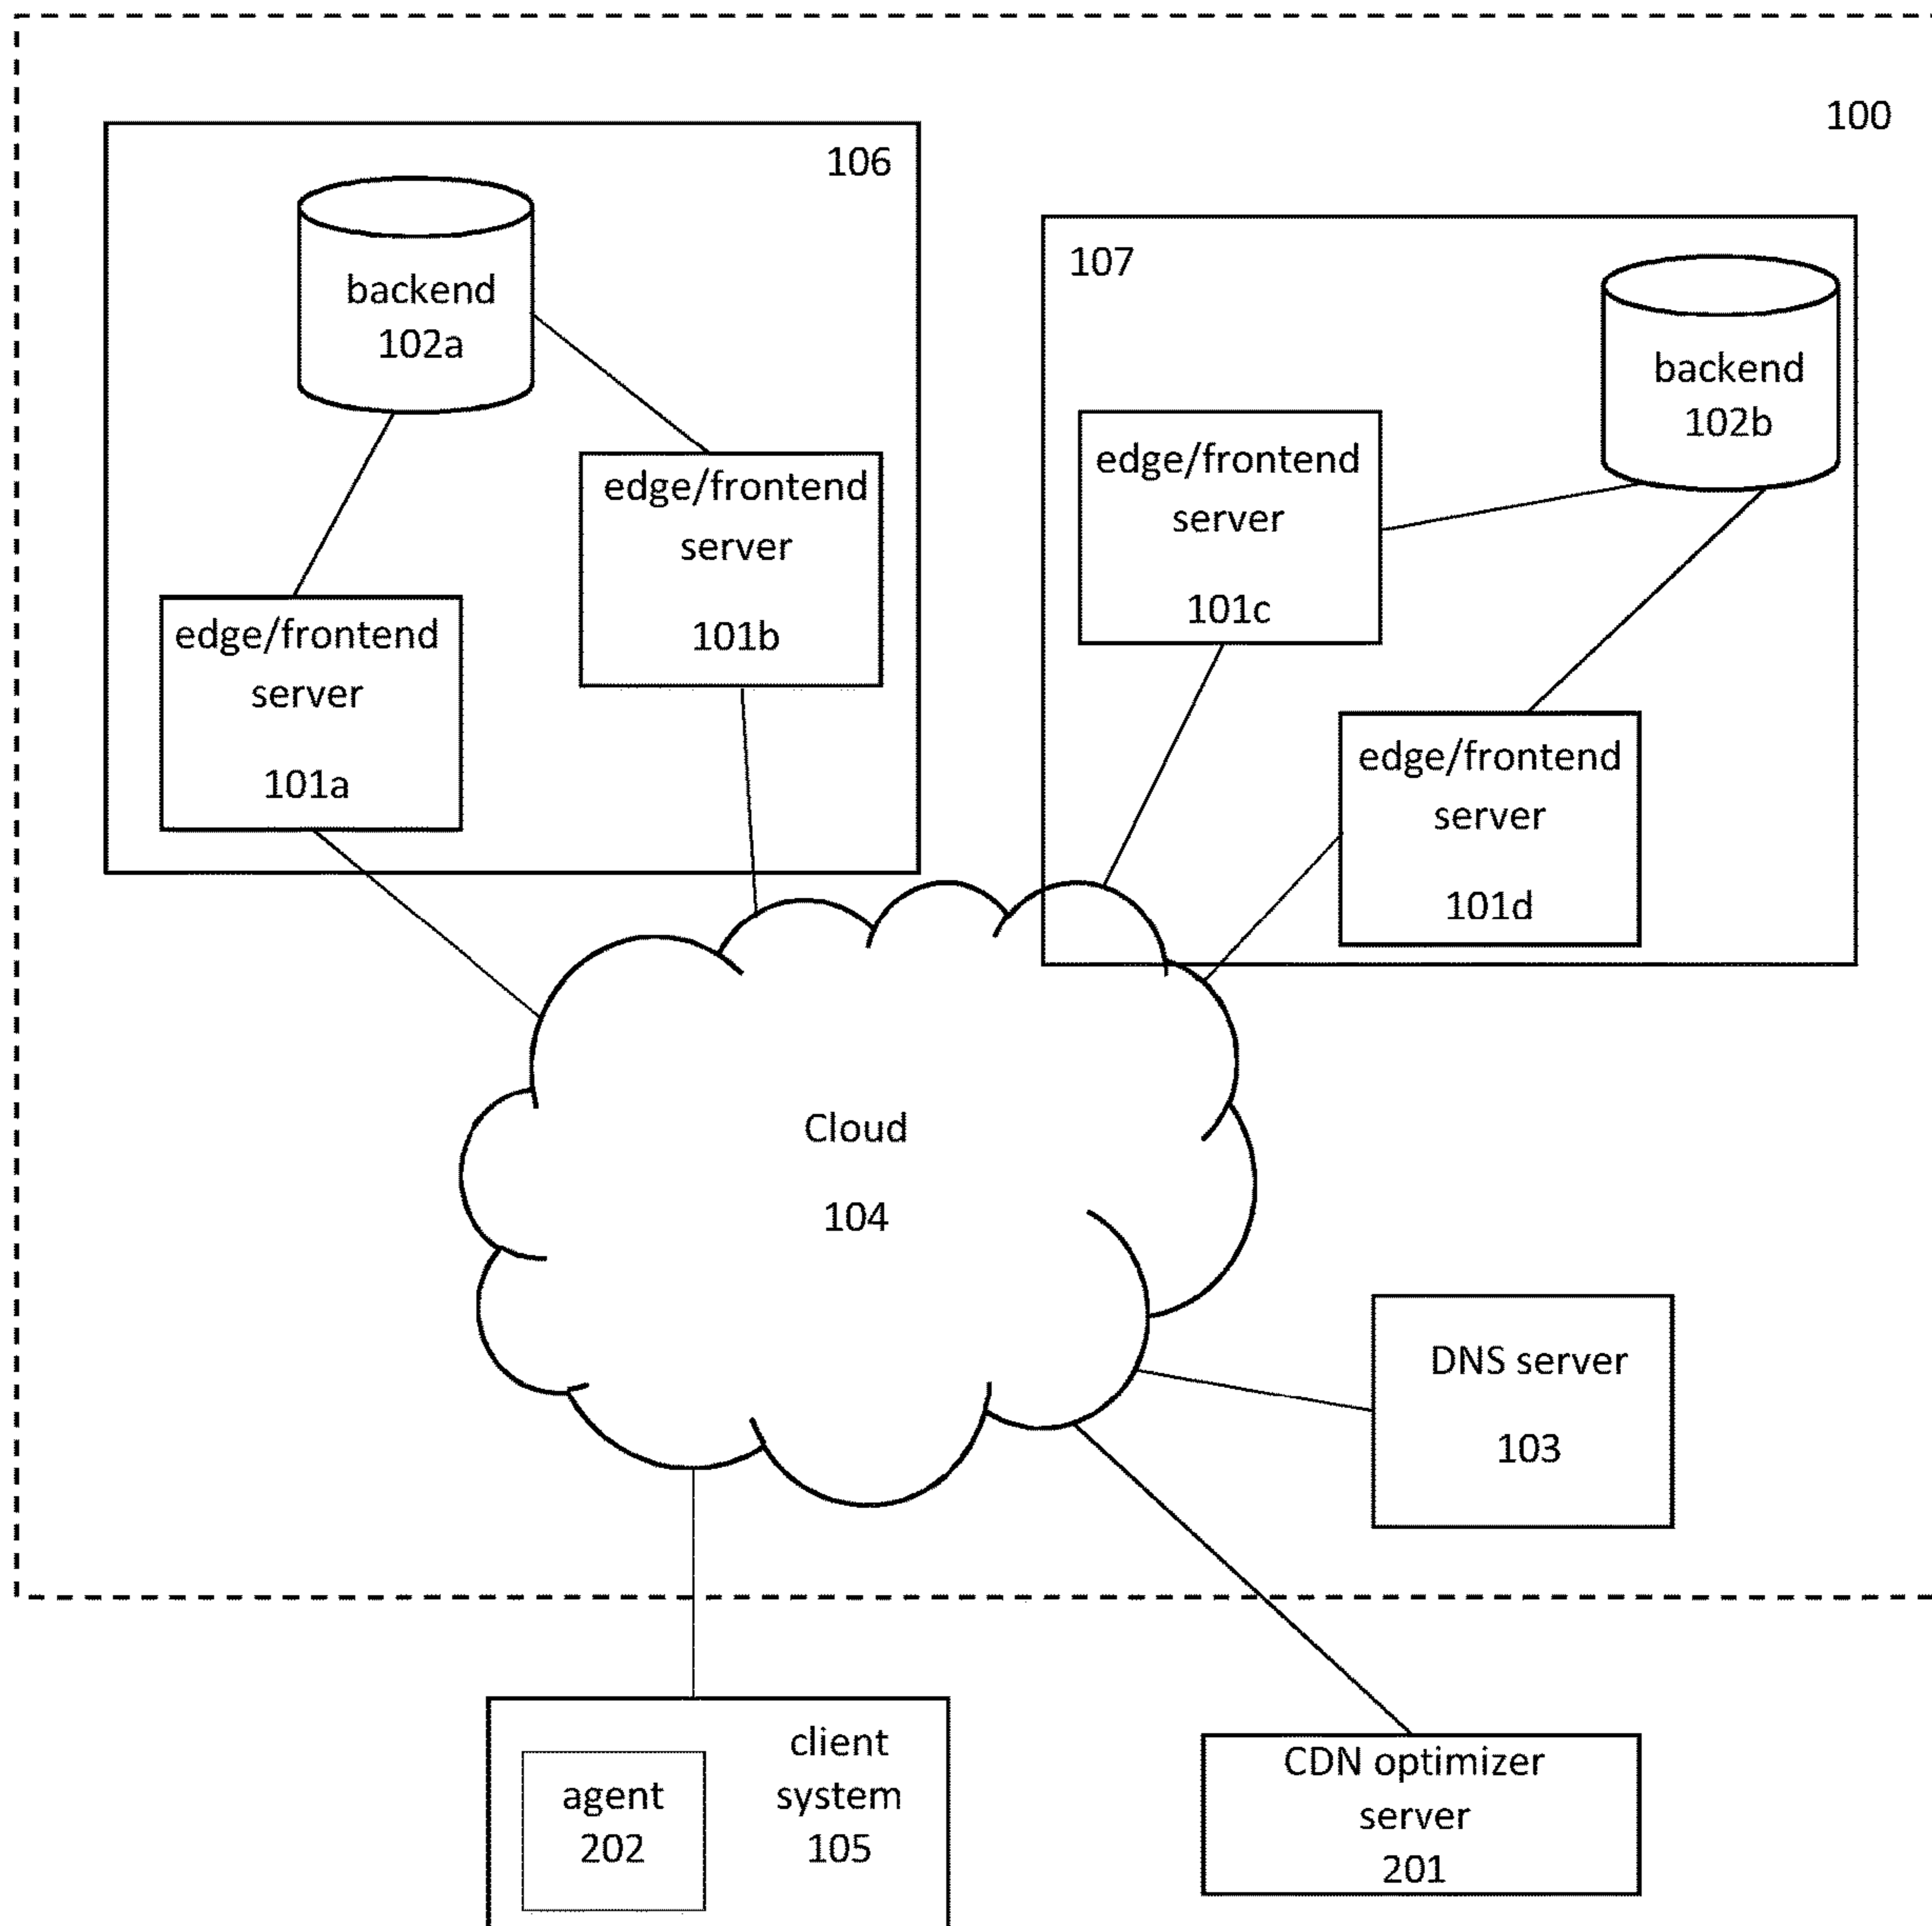 100
106
backend
102a
edge/frontend
server
101b
edge/frontend
server
101a
107
backend
102b
edge/frontend
server
101c
edge/frontend
server
101d
Cloud
104
DNS server
103
client
system
105
agent
202
CDN optimizer
server
201